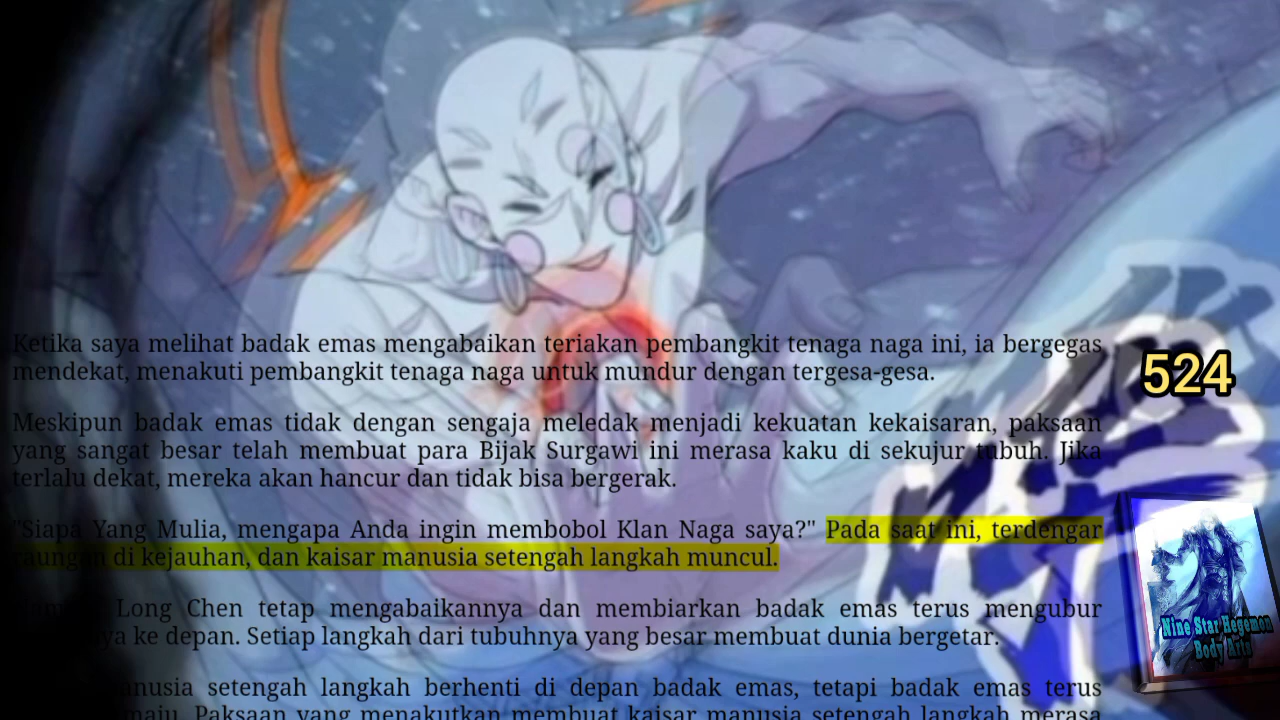 Ketika saya melihat badak emas mengabaikan teriakan pembangkit tenaga naga ini, ia bergegas
mendekat, menakuti pembangkit tenaga naga untuk mundur dengan tergesa-gesa.
524
Meskipun badak emas tidak dengan sengaja meledak menjadi kekuatan kekaisaran, paksaan
yang sangat besar telah membuat para Bijak Surgawi ini merasa kaku di sekujur tubuh. Jika
terlalu dekat, mereka akan hancur dan tidak bisa bergerak.
"Siapa Yang Mulia, mengapa Anda ingin membobol Klan Naga saya?" Pada saat ini, terdengar
raungan di kejauhan, dan kaisar manusia setengah langkah muncul.
Long Chen tetap mengabaikannya dan membiarkan badak emas terus mengubur
ke depan. Setiap langkah dari tubuhnya yang besar membuat dunia bergetar.
Nine Star Hegemon
Body Arts
manusia setengah langkah berhenti di depan badak emas, tetapi badak emas terus
maju. Paksaan yang menakutkan membuat kaisar manusia setengah langkah merasa